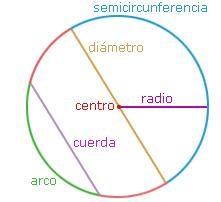 semicircunferencia
diámetro
centro
radio
cuerda
arco